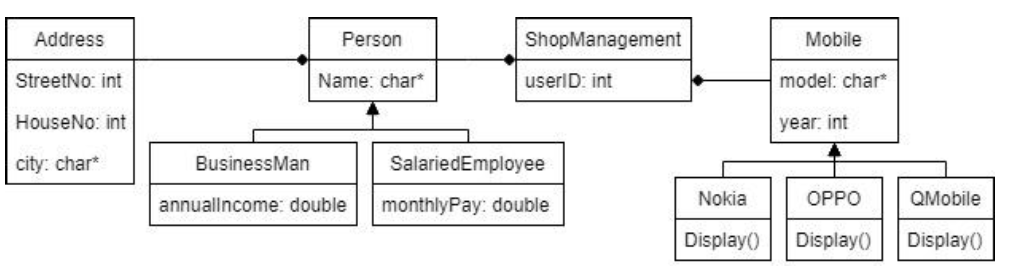 Address
StreetNo: int
HouseNo: int
city: char*
Person
Name: char*
ShopManagement
userID: int
Mobile
model: char*
year: int
BusinessMan
annualIncome: double
SalariedEmployee
monthlyPay: double
Nokia
Display()
OPPO
Display()
QMobile
Display()